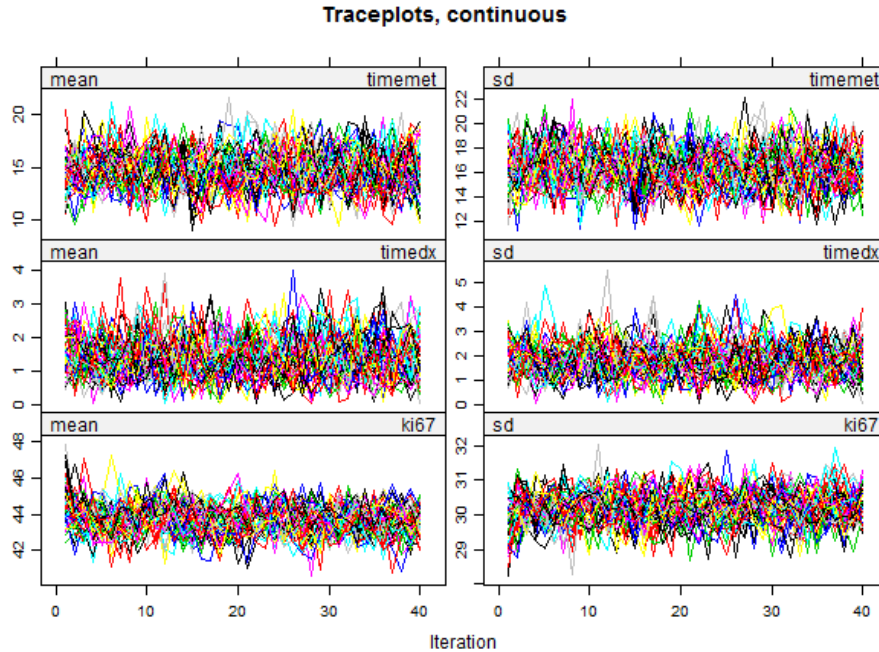 Traceplots, continuous
mean timemet
sd timemet
20
15
10
22
20
18
16
14
12
mean timedx
sd timedx
4
3
2
1
0
5
4
3
2
1
0
mean ki67
sd ki67
48
46
44
42
32
31
30
29
0 10 20 30 40
0 10 20 30 40
Iteration